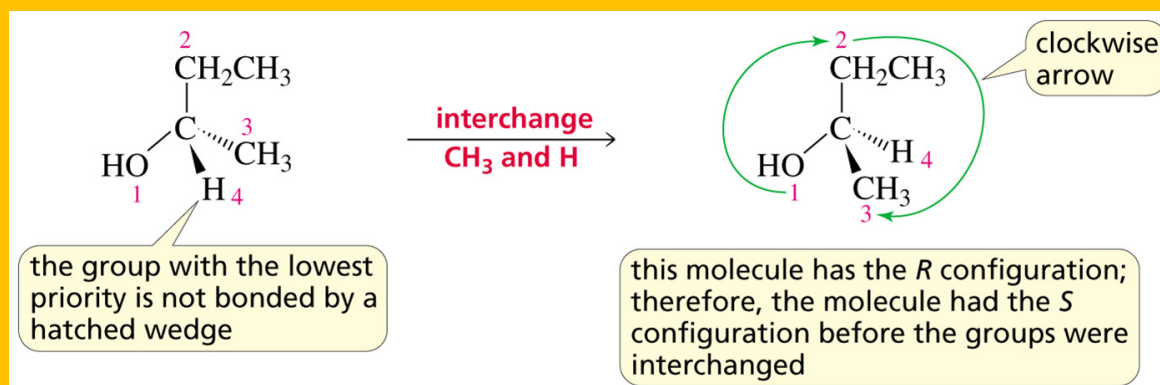 2
CH₂CH₃
C
3
CH₃
HO
1
H 4
the group with the lowest
priority is not bonded by a
hatched wedge
interchange
CH₃ and H
2
CH₂CH₃
C
H 4
HO
1
CH₃
3
clockwise
arrow
this molecule has the R configuration;
therefore, the molecule had the S
configuration before the groups were
interchanged